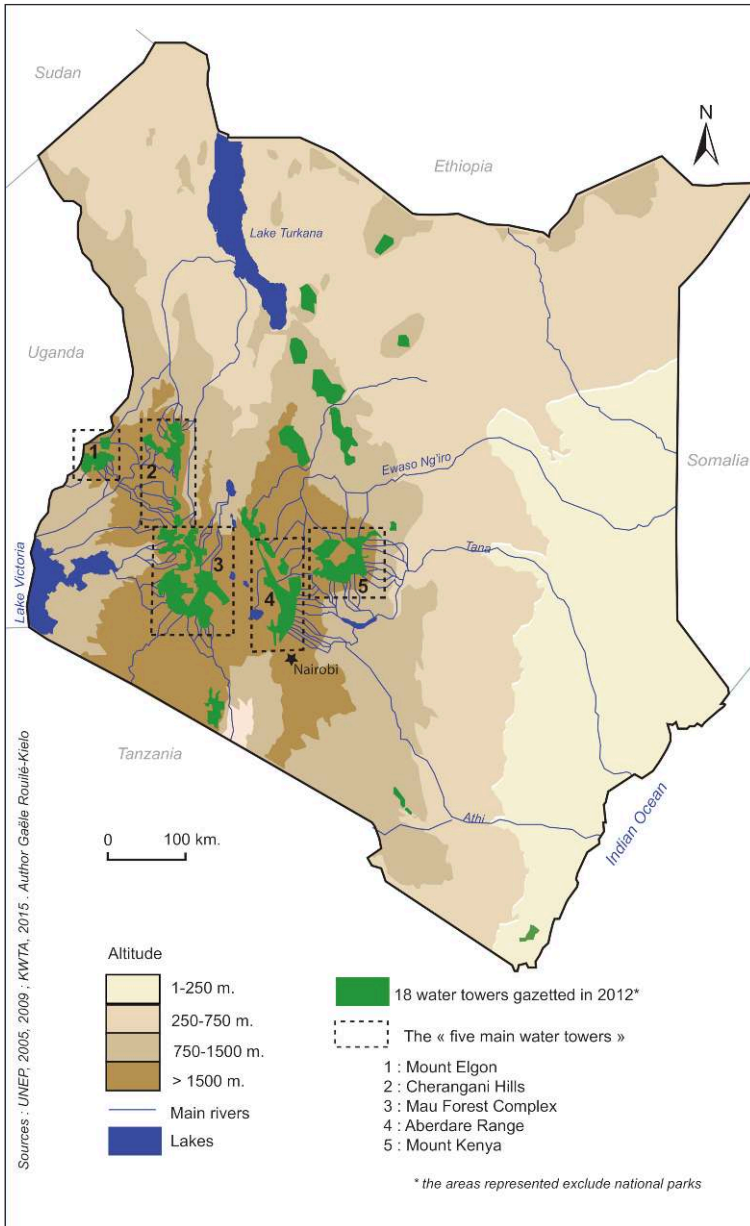 Sudan
N
Ethiopia
Lake Turkana
Uganda
1
2
Ewaso Ng'iro
Somalia
Lake Victoria
3
Tana
5
4
Nairobi
Tanzania
Athi
Indian Ocean
0 100 km.
Sources : UNEP, 2005, 2009 ; KWTA, 2015 . Author Gaële Rouilé-Kielo
Altitude
1-250 m.
250-750 m.
750-1500 m.
> 1500 m.
Main rivers
Lakes
18 water towers gazetted in 2012*
The « five main water towers »
1 : Mount Elgon
2 : Cherangani Hills
3 : Mau Forest Complex
4 : Aberdare Range
5 : Mount Kenya
* the areas represented exclude national parks